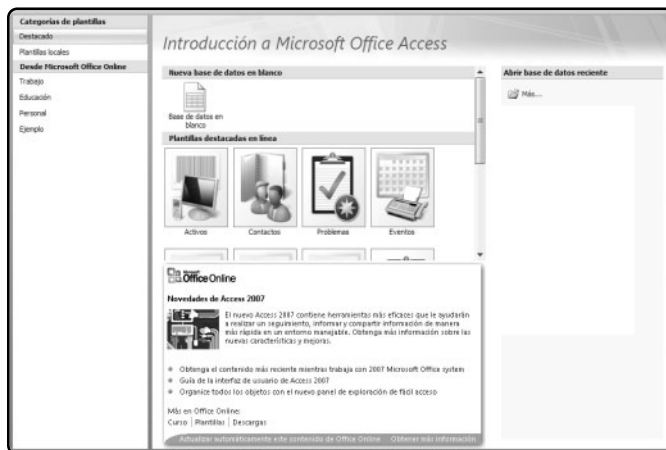 Categorías de plantillas
Destacado
Plantillas locales
Desde Microsoft Office Online
Trabajo
Educación
Personal
Ejemplo
Introducción a Microsoft Office Access
Nueva base de datos en blanco
Base de datos en
blanco
Plantillas destacadas en línea
Activos
Contactos
Problemas
Eventos
Microsoft
Office Online
Novedades de Access 2007
El nuevo Access 2007 contiene herramientas más eficaces que le ayudarán
a realizar un seguimiento, informar y compartir información de manera
más rápida en un entorno manejable. Obtenga más información sobre las
nuevas características y mejoras.
Obtenga el contenido más reciente mientras trabaja con 2007 Microsoft Office system
Guía de la interfaz de usuario de Access 2007
Organice todos los objetos con el nuevo panel de exploración de fácil acceso
Más en Office Online:
Curso | Plantillas | Descargas
Actualizar automáticamente este contenido de Office Online Obtener más información
Abrir base de datos reciente
Más...